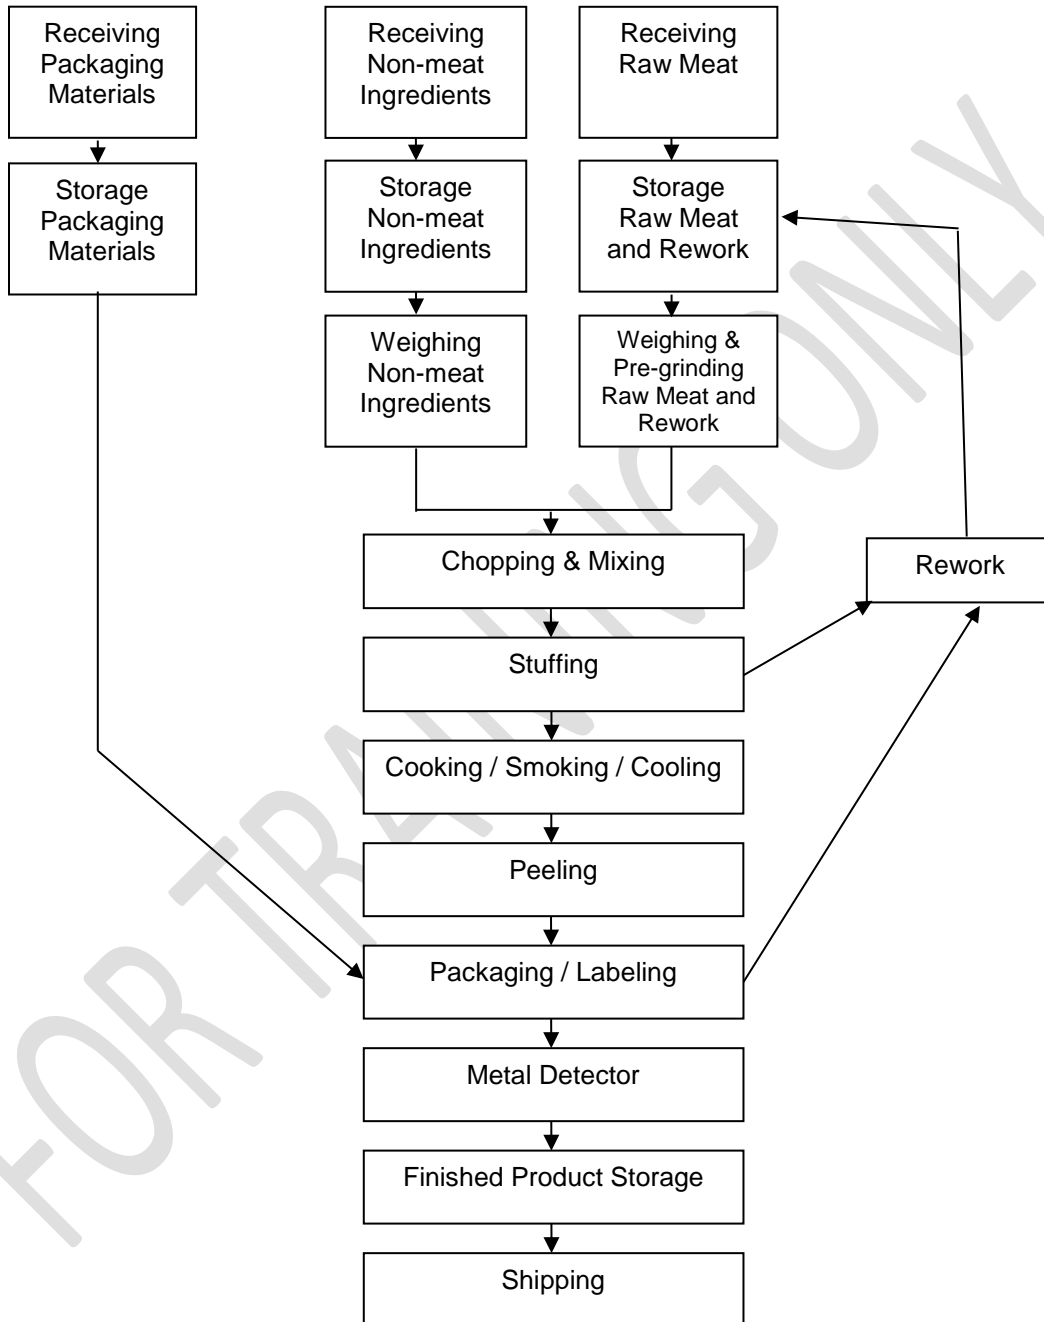 Receiving
Packaging
Materials
Receiving
Non-meat
Ingredients
Receiving
Raw Meat
Storage
Packaging
Materials
Storage
Non-meat
Ingredients
Storage
Raw Meat
and Rework
Weighing
Non-meat
Ingredients
Weighing &
Pre-grinding
Raw Meat and
Rework
Chopping & Mixing
Rework
Stuffing
Cooking / Smoking / Cooling
Peeling
Packaging / Labeling
Metal Detector
Finished Product Storage
Shipping
FOR TRAINING ONLY